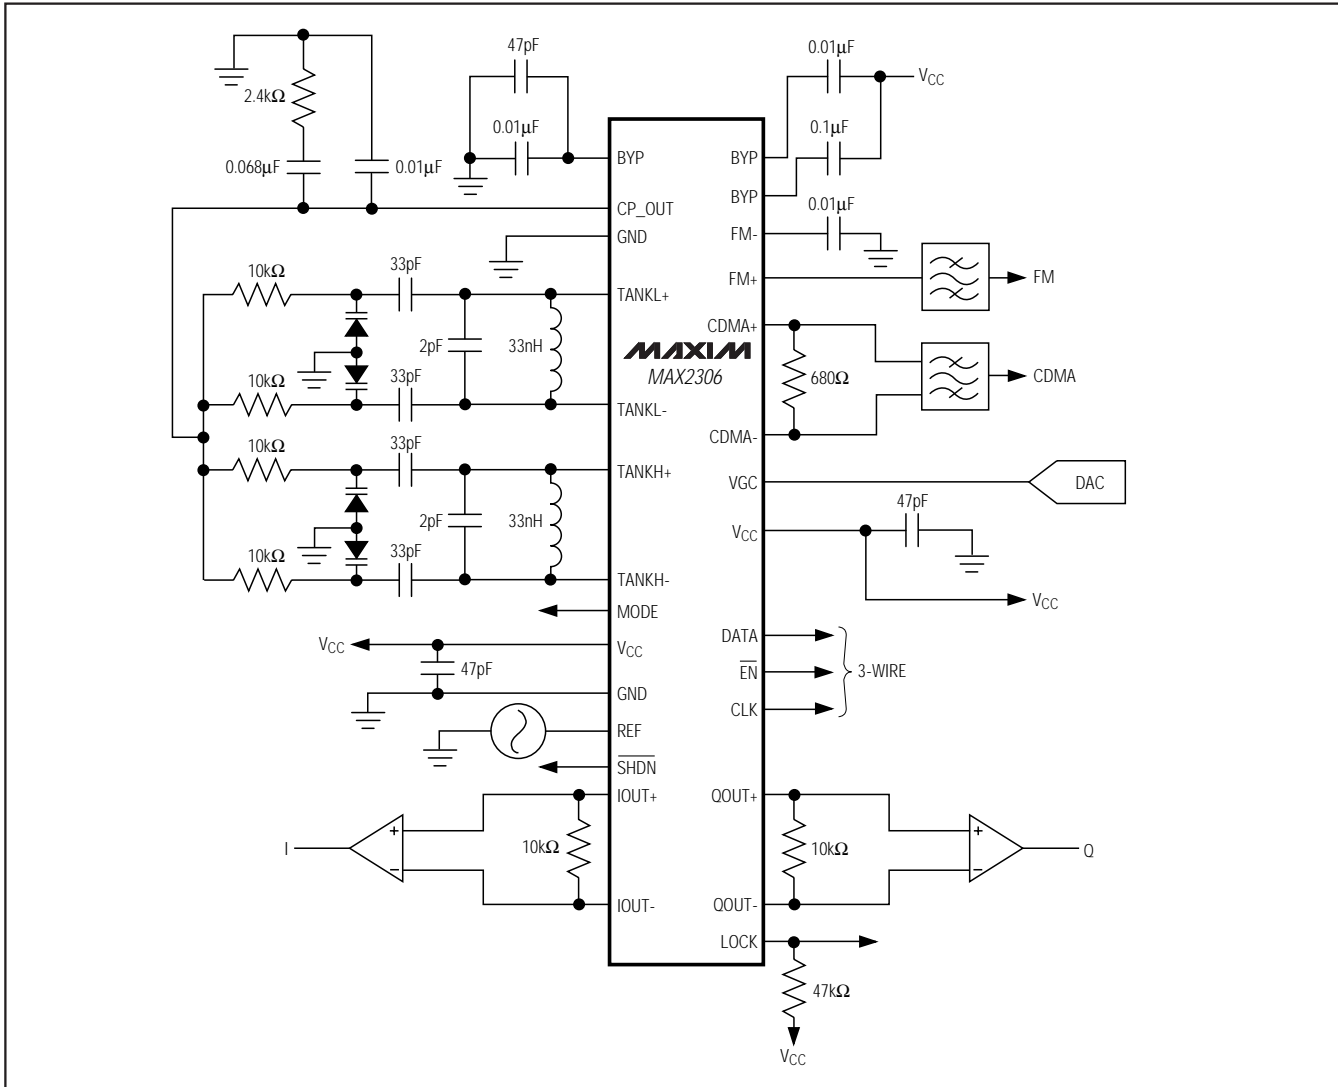 47pF
0.01µF
VCC
2.4kΩ
0.01µF
0.1µF
0.068µF
0.01µF
BYP
BYP
BYP
0.01µF
CP_OUT
GND
FM-
10kΩ
33pF
TANKL+
FM+
FM
CDMA+
2pF
33nH
MAXIM
MAX2306
680Ω
CDMA
10kΩ
33pF
TANKL-
CDMA-
10kΩ
33pF
TANKH+
VGC
DAC
47pF
2pF
33nH
VCC
10kΩ
33pF
TANKH-
VCC
MODE
DATA
VCC
VCC
47pF
EN
3-WIRE
GND
CLK
REF
SHDN
IOUT+
QOUT+
+
+
I
10kΩ
10kΩ
Q
−
−
IOUT-
QOUT-
LOCK
47kΩ
VCC